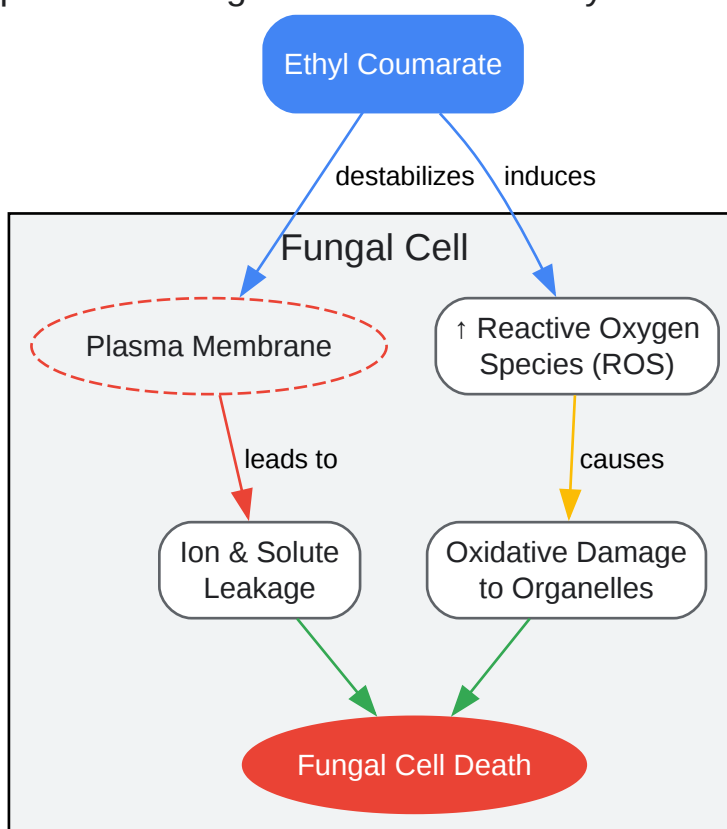 Ethyl Coumarate
destabilizes
induces
Fungal Cell
Plasma Membrane
↑ Reactive Oxygen
Species (ROS)
leads to
causes
Ion & Solute
Leakage
Oxidative Damage
to Organelles
Fungal Cell Death